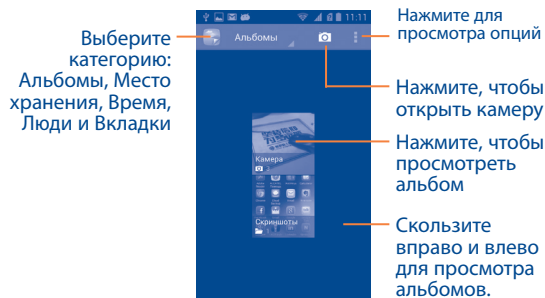 Выберите
категорию:
Альбомы, Место
хранения, Время,
Люди и Вкладки
11:11
Альбомы
Камера
Скриншоты
Нажмите для
просмотра опций
Нажмите, чтобы
открыть камеру
Нажмите, чтобы
просмотреть
альбом
Скользите
вправо и влево
для просмотра
альбомов.